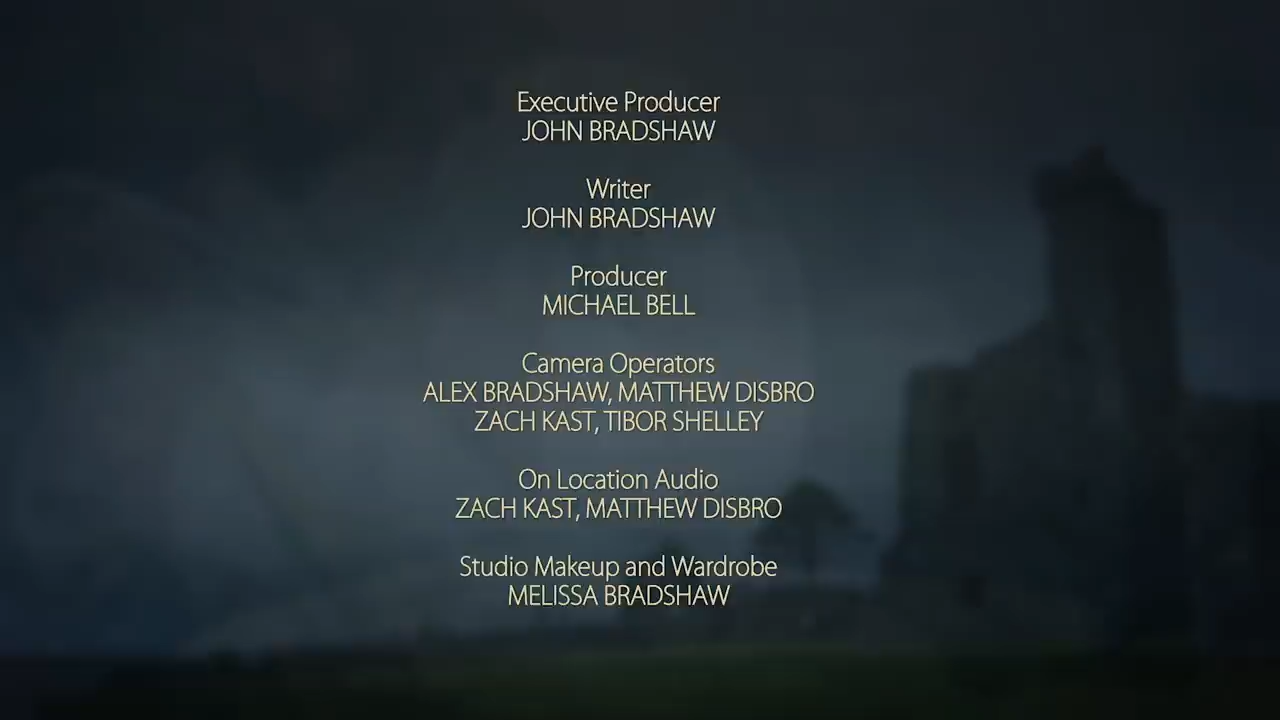 Executive Producer
JOHN BRADSHAW
Writer
JOHN BRADSHAW
Producer
MICHAEL BELL
Camera Operators
ALEX BRADSHAW, MATTHEW DISBRO
ZACH KAST, TIBOR SHELLEY
On Location Audio
ZACH KAST, MATTHEW DISBRO
Studio Makeup and Wardrobe
MELISSA BRADSHAW